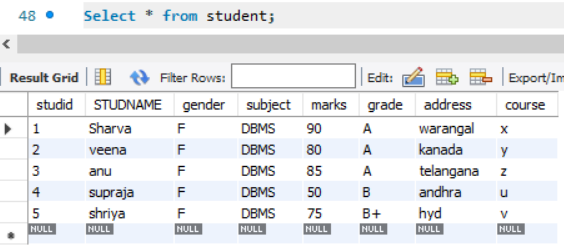 48 Select * from student;
Result Grid Filter Rows: Edit: Export/Im
studid STUDNAME gender subject marks grade address course
1 Sharva F DBMS 90 A warangal x
2 veena F DBMS 80 A kanada y
3 anu F DBMS 85 A telangana z
4 supraja F DBMS 50 B andhra u
5 shriya F DBMS 75 B+ hyd v
NULL NULL NULL NULL NULL NULL NULL NULL